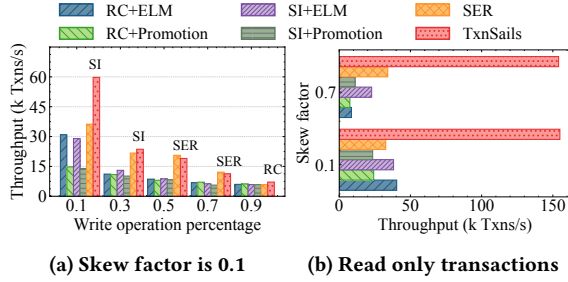 RC+ELM SI+ELM SER
RC+Promotion SI+Promotion TxnSails
Throughput (k Txns/s)
60
45
30
15
0
SI
SI
SER
SER
RC
0.1 0.3 0.5 0.7 0.9
Write operation percentage
(a) Skew factor is 0.1
Skew factor
0.7
0.1
0 50 100 150
Throughput (k Txns/s)
(b) Read only transactions